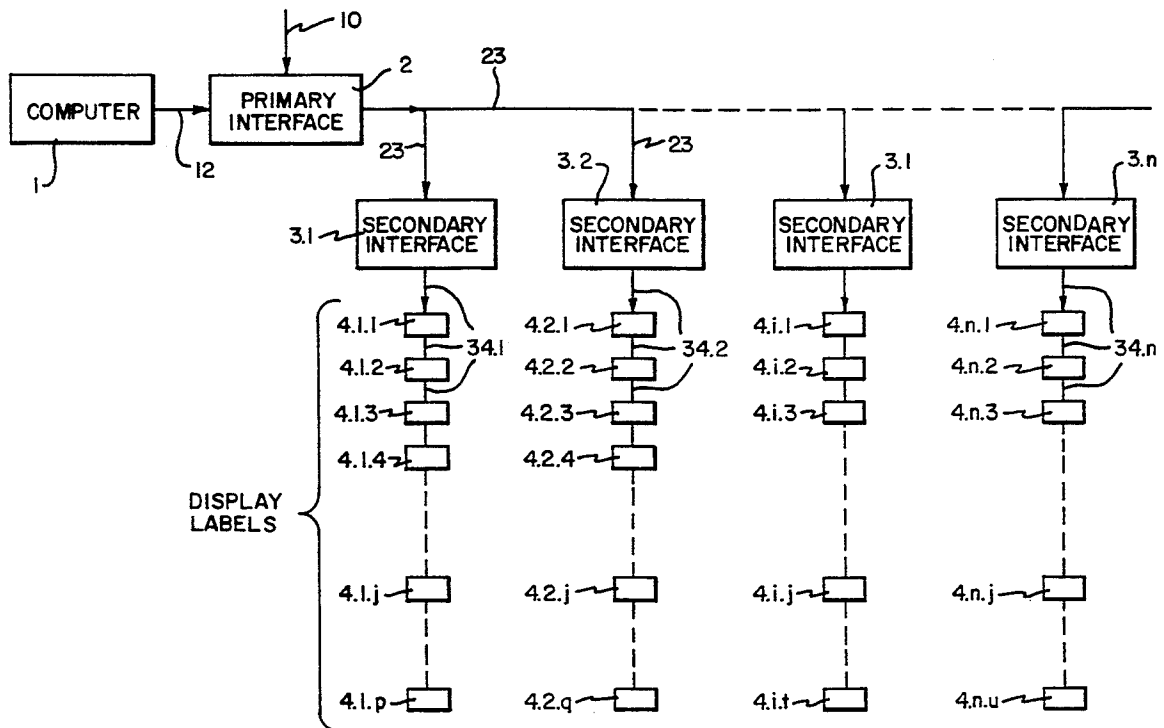 10
2
23
COMPUTER
PRIMARY
INTERFACE
1
12
23
23
3.1
SECONDARY
INTERFACE
3.2
SECONDARY
INTERFACE
3.1
SECONDARY
INTERFACE
3.n
SECONDARY
INTERFACE
4.1.1
4.2.1
4.i.1
4.n.1
34.1
34.2
34.n
4.1.2
4.2.2
4.i.2
4.n.2
4.1.3
4.2.3
4.i.3
4.n.3
4.1.4
4.2.4
DISPLAY
LABELS
4.1.j
4.2.j
4.i.j
4.n.j
4.1.p
4.2.q
4.i.t
4.n.u